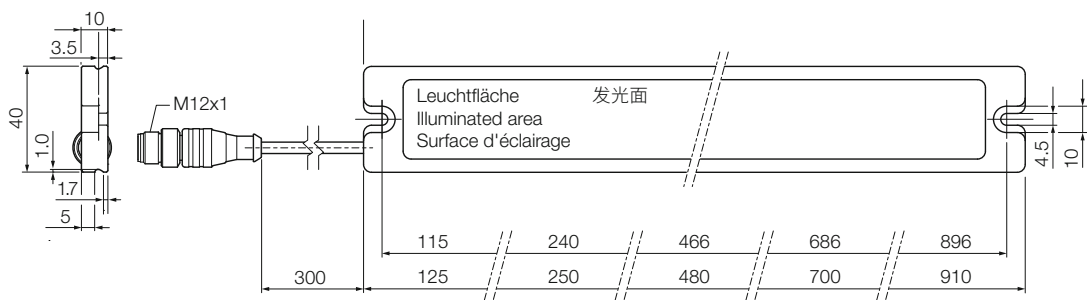 10
3.5
40
1.0
1.7
5
M12x1
Leuchtfläche 发光面
Illuminated area
Surface d'éclairage
4.5
10
115 240 466 686 896
300 125 250 480 700 910